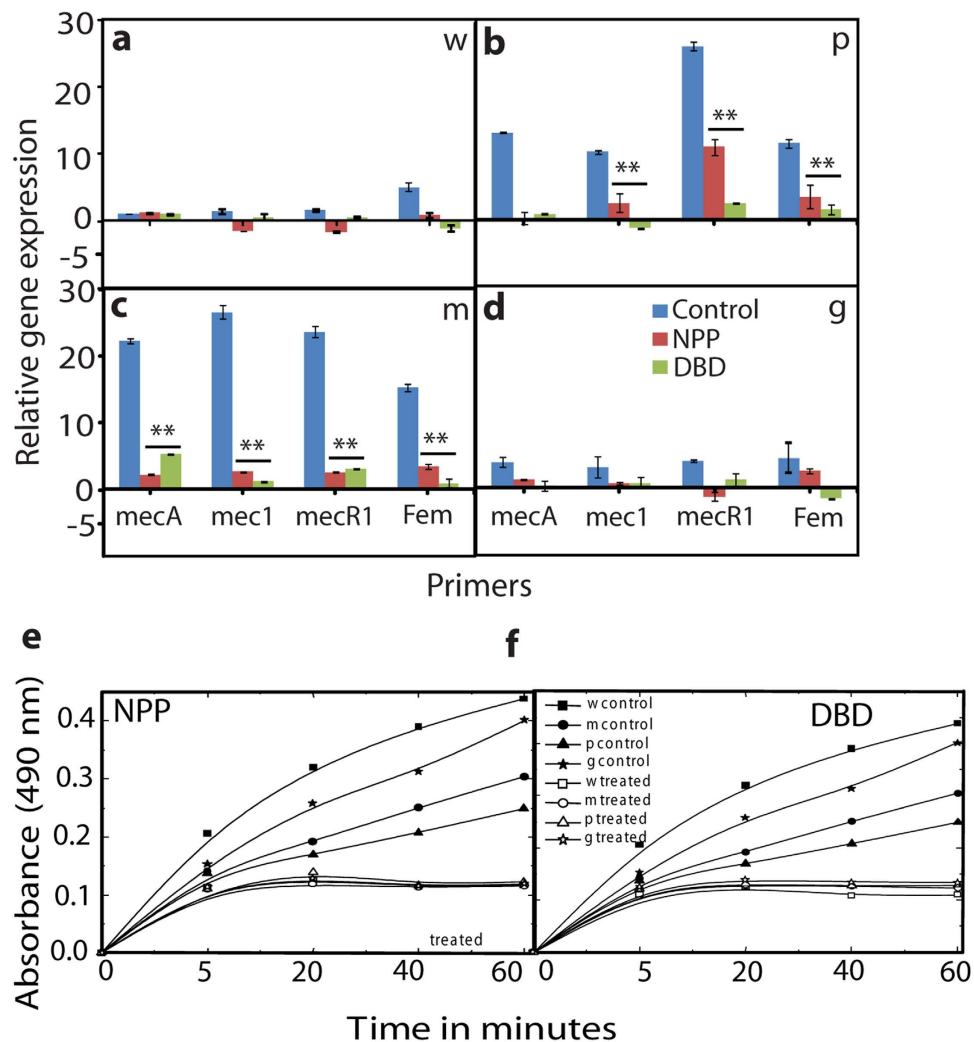 a
w
b
p
30
20
10
0
-5
Relative gene expression
**
**
**
c
m
d
g
30
20
10
0
-5
Control
NPP
DBD
**
**
**
**
mecA
mec1
mecR1
Fem
mecA
mec1
mecR1
Fem
Primers
e
f
Absorbance (490 nm)
NPP
DBD
0.4
0.3
0.2
0.1
0.0
w control
m control
p control
g control
w treated
m treated
p treated
g treated
treated
0
5
20
40
60
0
5
20
40
60
Time in minutes